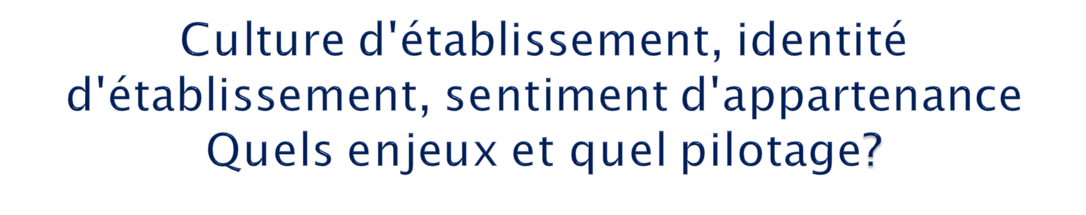 Culture d'établissement, identité
d'établissement, sentiment d'appartenance
Quels enjeux et quel pilotage?